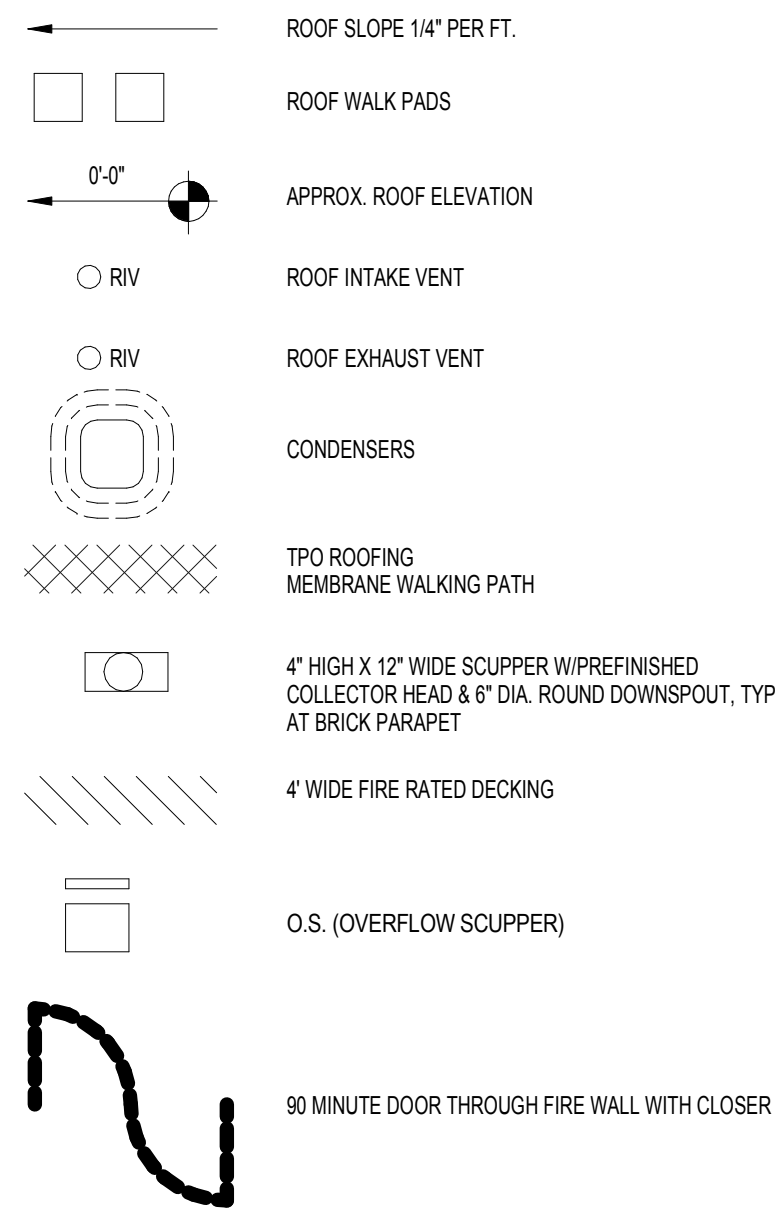 ROOF SLOPE 1/4" PER FT.
ROOF WALK PADS
0'-0"
APPROX. ROOF ELEVATION
RIV
ROOF INTAKE VENT
RIV
ROOF EXHAUST VENT
CONDENSERS
TPO ROOFING
MEMBRANE WALKING PATH
4" HIGH X 12" WIDE SCUPPER W/PREFINISHED
COLLECTOR HEAD & 6" DIA. ROUND DOWNSPOUT, TYP
AT BRICK PARAPET
4' WIDE FIRE RATED DECKING
O.S. (OVERFLOW SCUPPER)
90 MINUTE DOOR THROUGH FIRE WALL WITH CLOSER